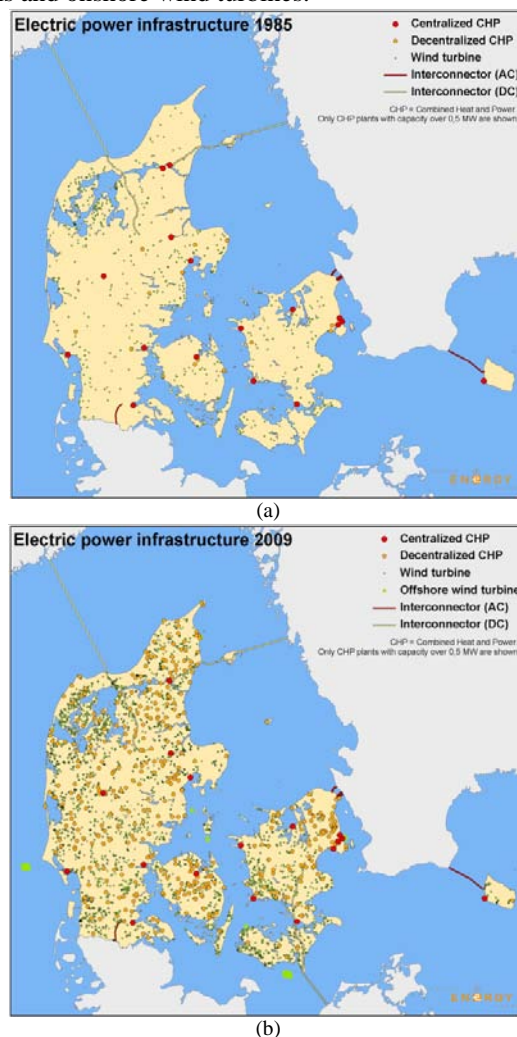 ns and offshore wind turbines.
Electric power infrastructure 1985
Centralized CHP
Decentralized CHP
Wind turbine
Interconnector (AC)
Interconnector (DC)
CHP = Combined Heat and Power
Only CHP plants with capacity over 0,5 MW are shown
(a)
Electric power infrastructure 2009
Centralized CHP
Decentralized CHP
Wind turbine
Offshore wind turbine
Interconnector (AC)
Interconnector (DC)
CHP = Combined Heat and Power
Only CHP plants with capacity over 0,5 MW are shown
(b)